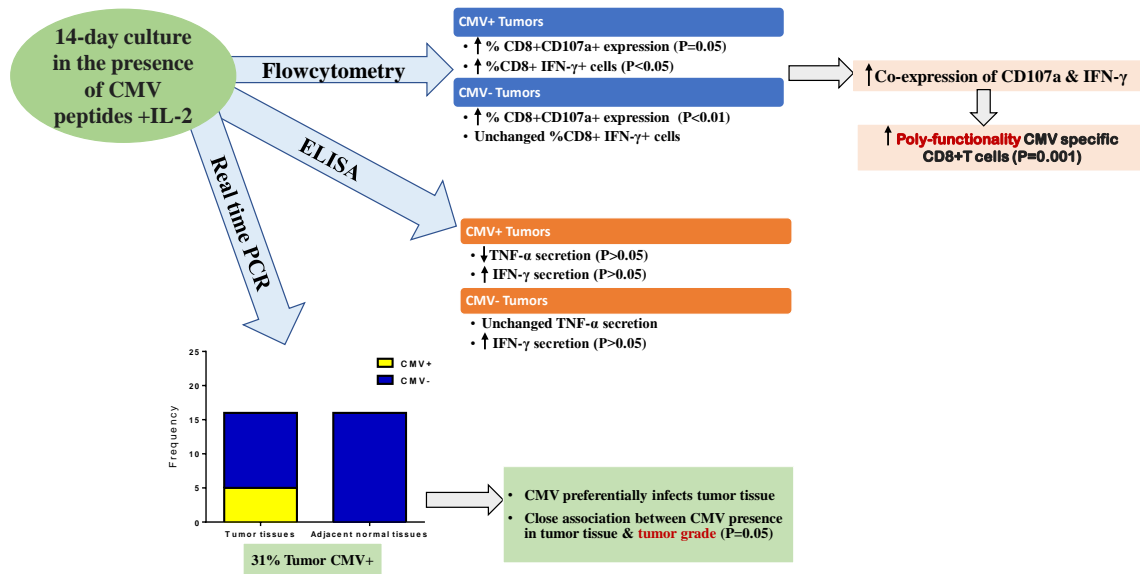 14-day culture
in the presence
of CMV
peptides +IL-2
Flowcytometry
CMV+ Tumors
• ↑ % CD8+CD107a+ expression (P=0.05)
• ↑ %CD8+ IFN-γ+ cells (P<0.05)
CMV- Tumors
• ↑ % CD8+CD107a+ expression (P<0.01)
• Unchanged %CD8+ IFN-γ+ cells
↑Co-expression of CD107a & IFN-γ
↑ Poly-functionality CMV specific
CD8+T cells (P=0.001)
ELISA
CMV+ Tumors
• ↓TNF-α secretion (P>0.05)
• ↑ IFN-γ secretion (P>0.05)
CMV- Tumors
• Unchanged TNF-α secretion
• ↑ IFN-γ secretion (P>0.05)
Real time PCR
Frequency
25
20
15
10
5
0
CMV+
CMV-
Tumor tissues
Adjacent normal tissues
31% Tumor CMV+
• CMV preferentially infects tumor tissue
• Close association between CMV presence
in tumor tissue & tumor grade (P=0.05)